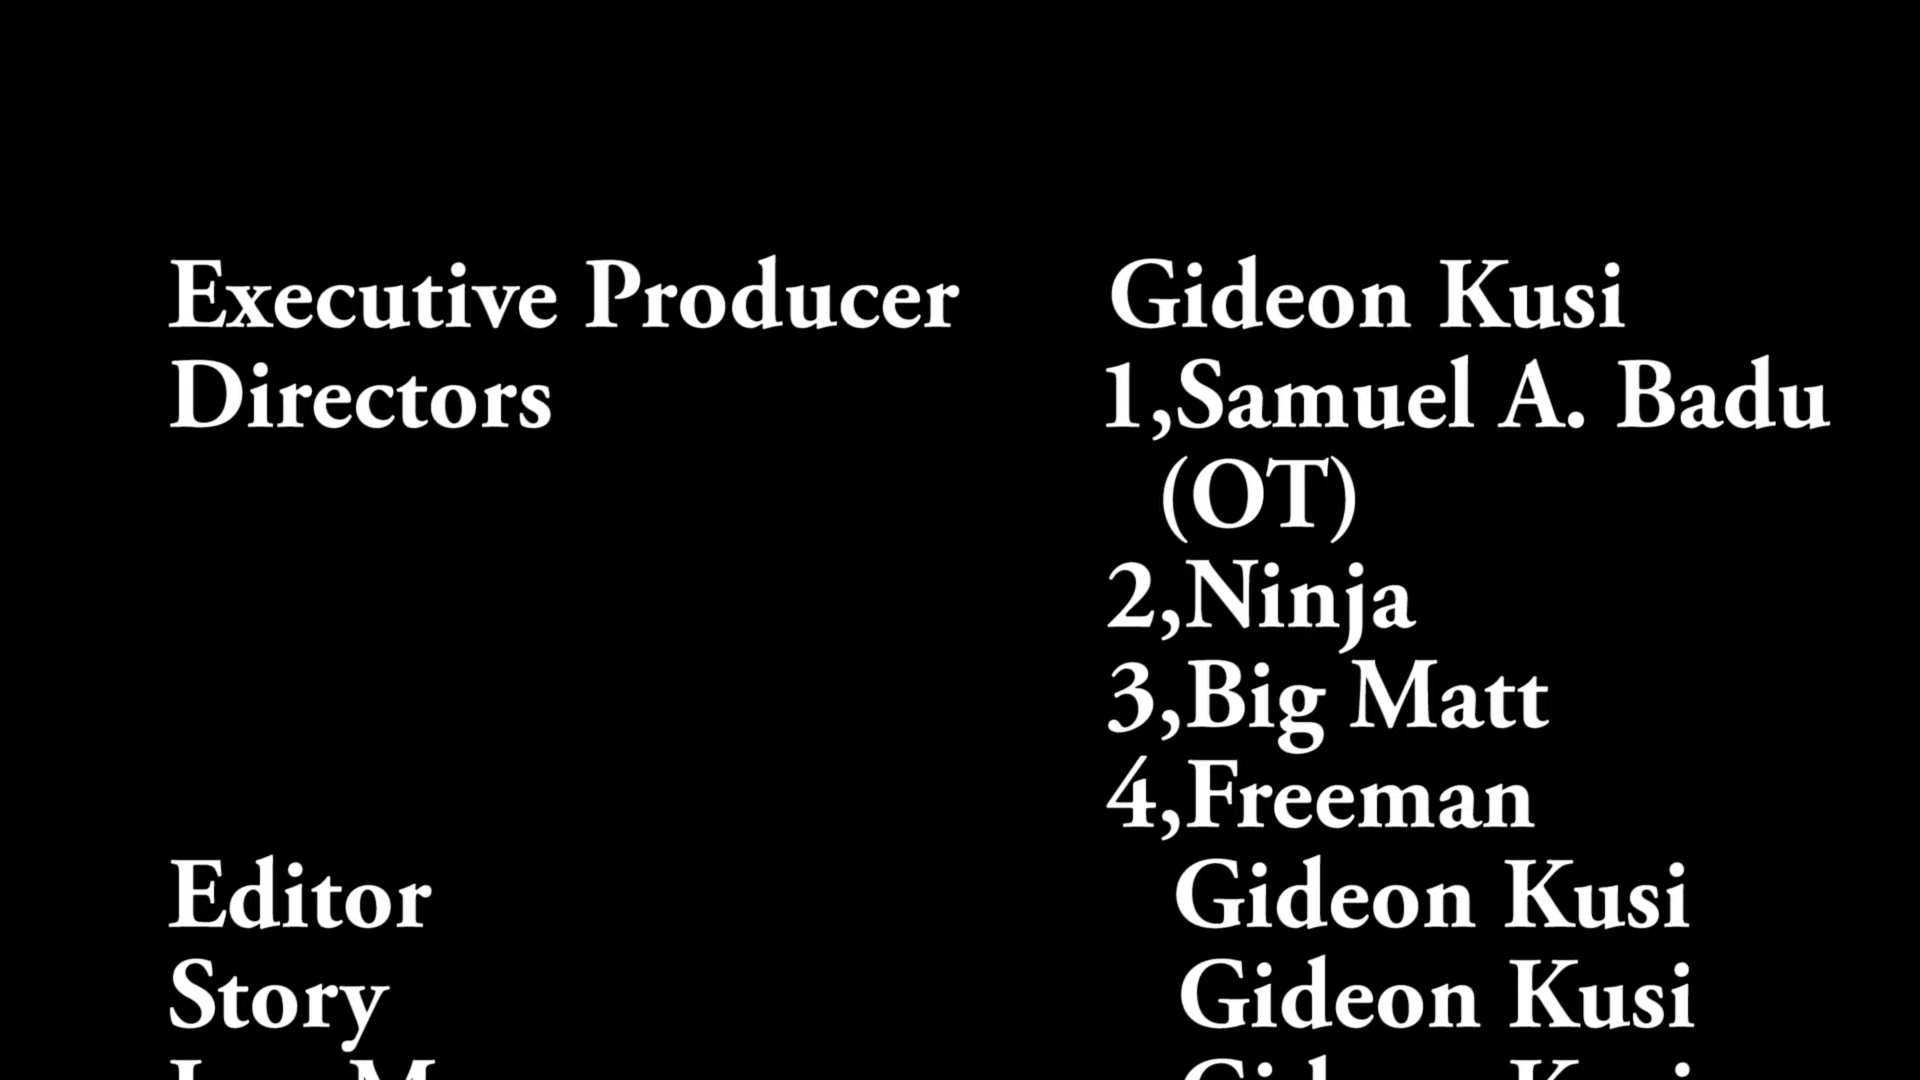 Executive Producer Gideon Kusi
Directors 1,Samuel A. Badu
(OT)
2,Ninja
3,Big Matt
4,Freeman
Editor Gideon Kusi
Story Gideon Kusi